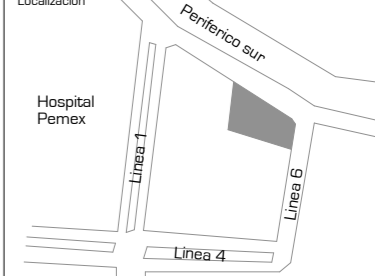 Localización
Periferico sur
Hospital
Pemex
Linea 1
Linea 6
Linea 4